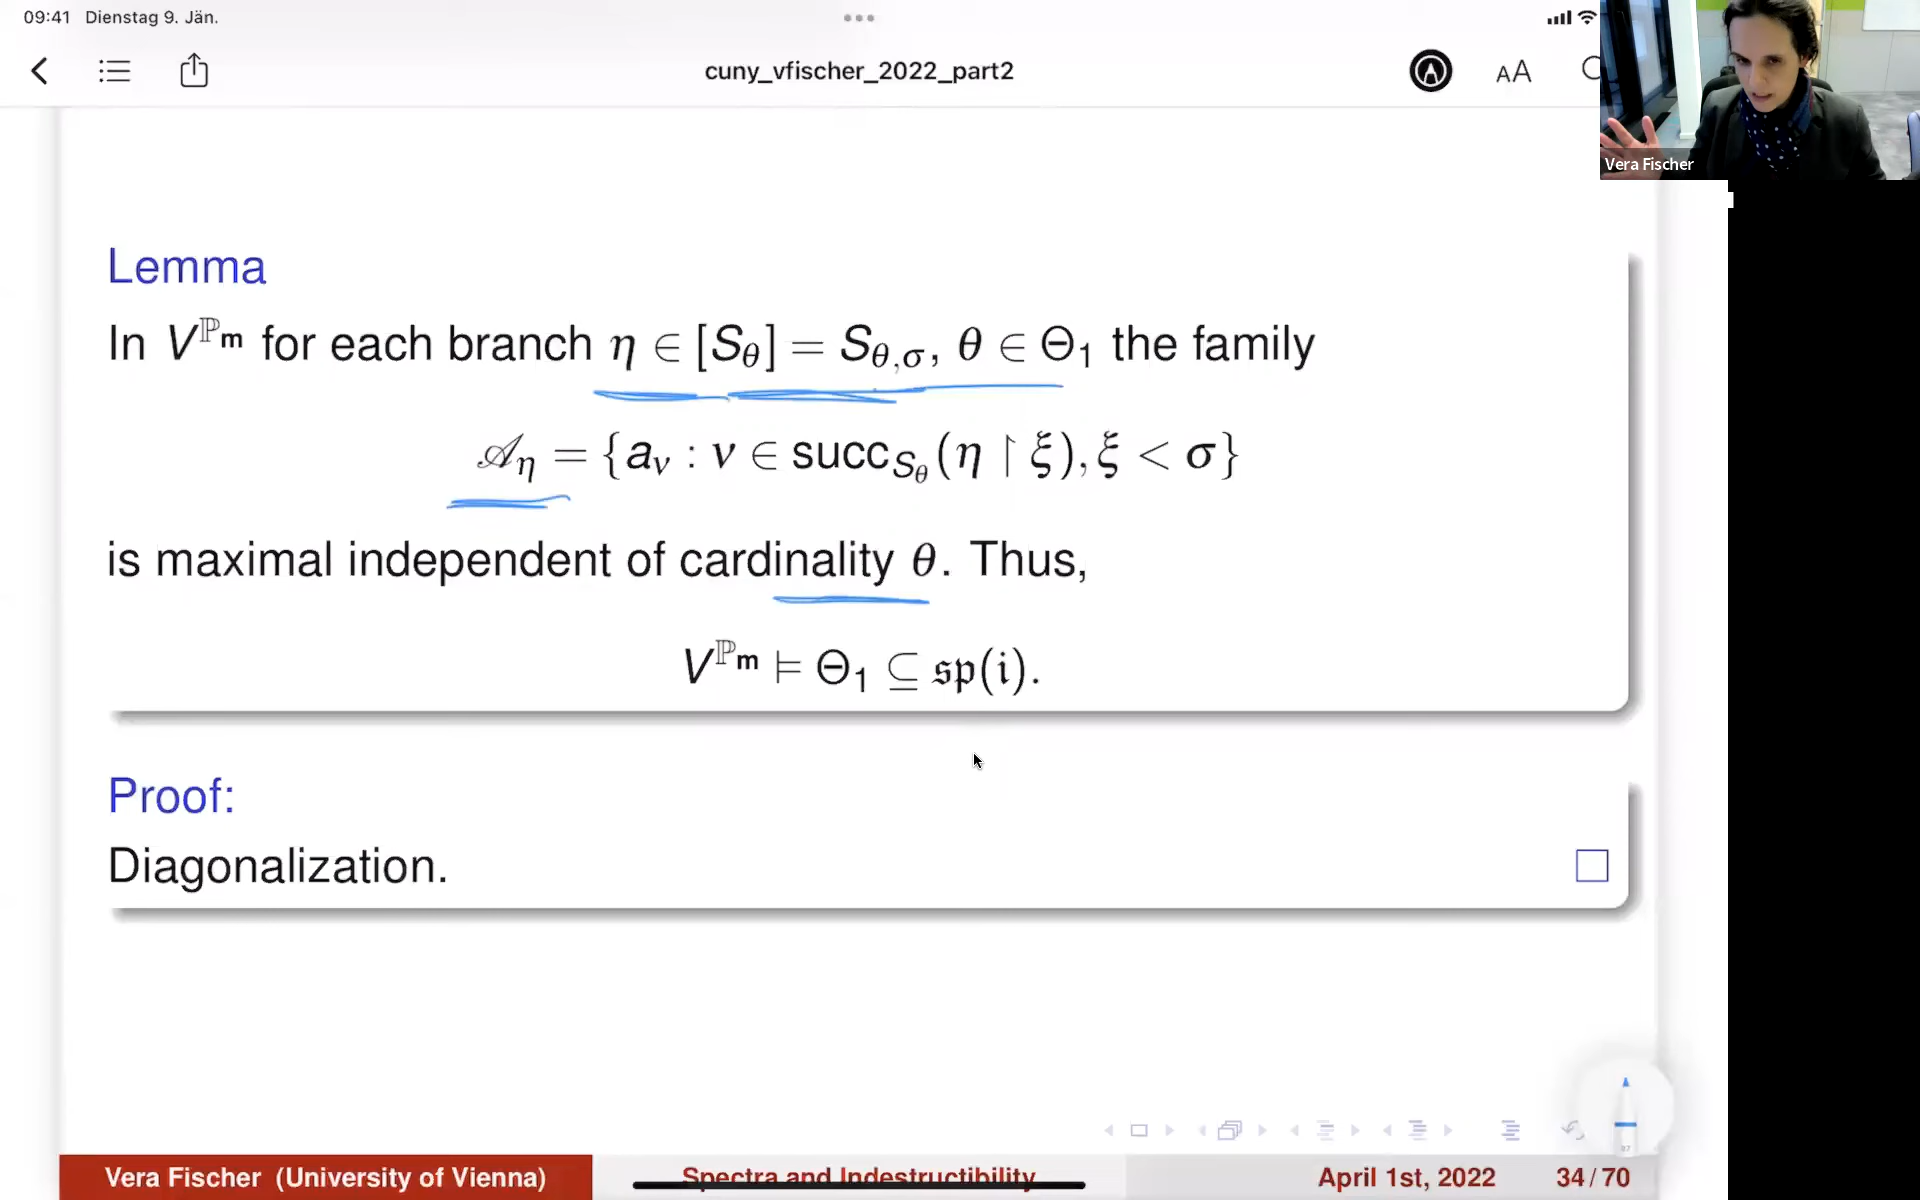 09:41 Dienstag 9. Jän.
cuny_vfischer_2022_part2
AA
Vera Fischer
Lemma
In V^{ℙ_𝐦} for each branch η ∈ [S_θ] = S_{θ,σ}, θ ∈ Θ₁ the family
𝒜_η = {a_ν : ν ∈ succ_{S_θ}(η ↾ ξ), ξ < σ}
is maximal independent of cardinality θ. Thus,
V^{ℙ_𝐦} ⊨ Θ₁ ⊆ 𝔰𝔭(i).
Proof:
Diagonalization.
Vera Fischer (University of Vienna) Spectra and Indestructibility April 1st, 2022 34 / 70